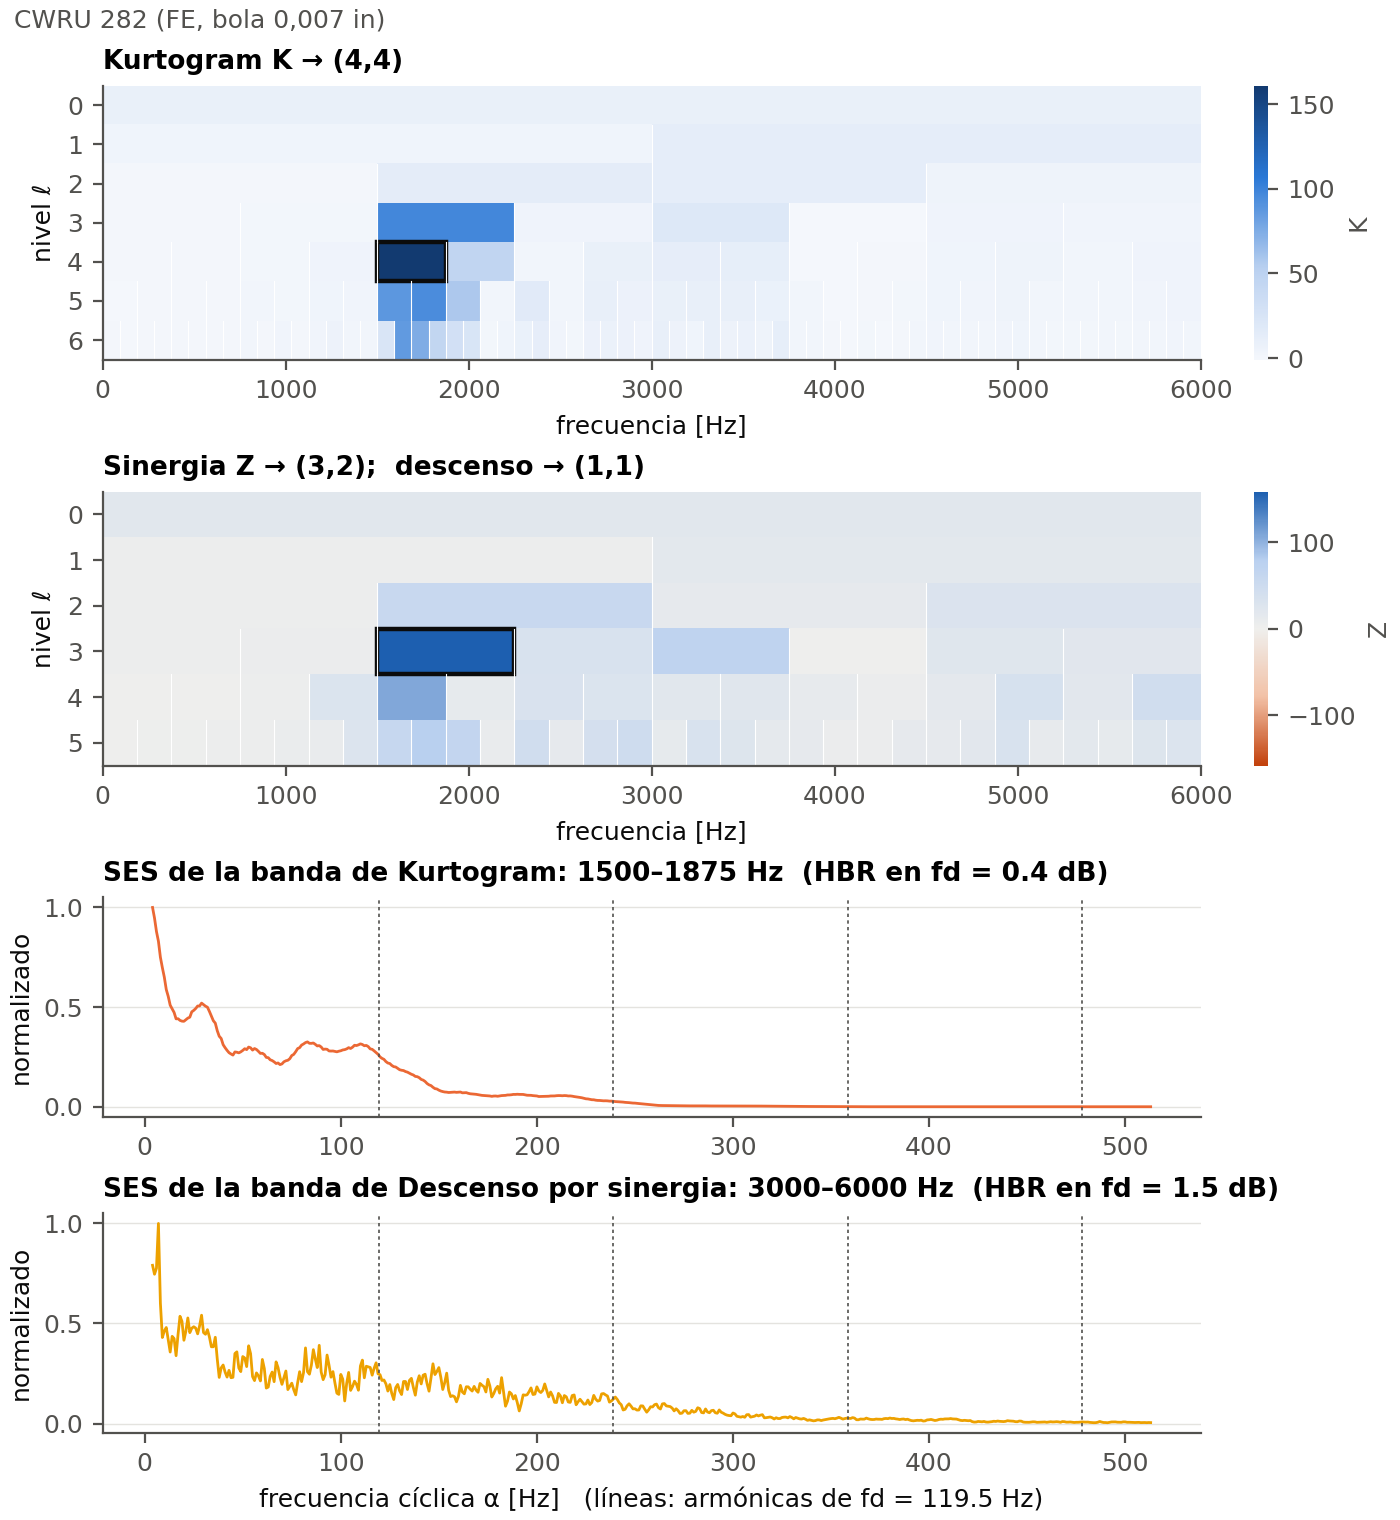 CWRU 282 (FE, bola 0,007 in)
Kurtogram K → (4,4)
nivel ℓ
0
1
2
3
4
5
6
0 1000 2000 3000 4000 5000 6000
frecuencia [Hz]
150
100
50
0
K
Sinergia Z → (3,2);  descenso → (1,1)
nivel ℓ
0
1
2
3
4
5
0 1000 2000 3000 4000 5000 6000
frecuencia [Hz]
100
0
−100
Z
SES de la banda de Kurtogram: 1500–1875 Hz  (HBR en fd = 0.4 dB)
normalizado
1.0
0.5
0.0
0 100 200 300 400 500
SES de la banda de Descenso por sinergia: 3000–6000 Hz  (HBR en fd = 1.5 dB)
normalizado
1.0
0.5
0.0
0 100 200 300 400 500
frecuencia cíclica α [Hz]   (líneas: armónicas de fd = 119.5 Hz)